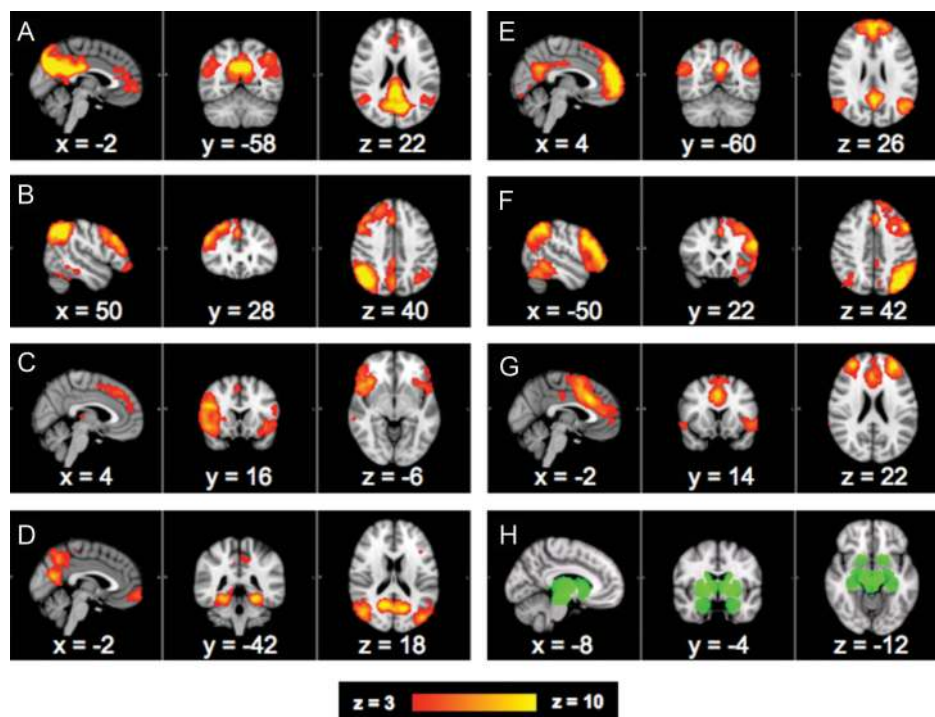 A
x = -2
y = -58
z = 22
E
x = 4
y = -60
z = 26
B
x = 50
y = 28
z = 40
F
x = -50
y = 22
z = 42
C
x = 4
y = 16
z = -6
G
x = -2
y = 14
z = 22
D
x = -2
y = -42
z = 18
H
x = -8
y = -4
z = -12
z = 3
z = 10